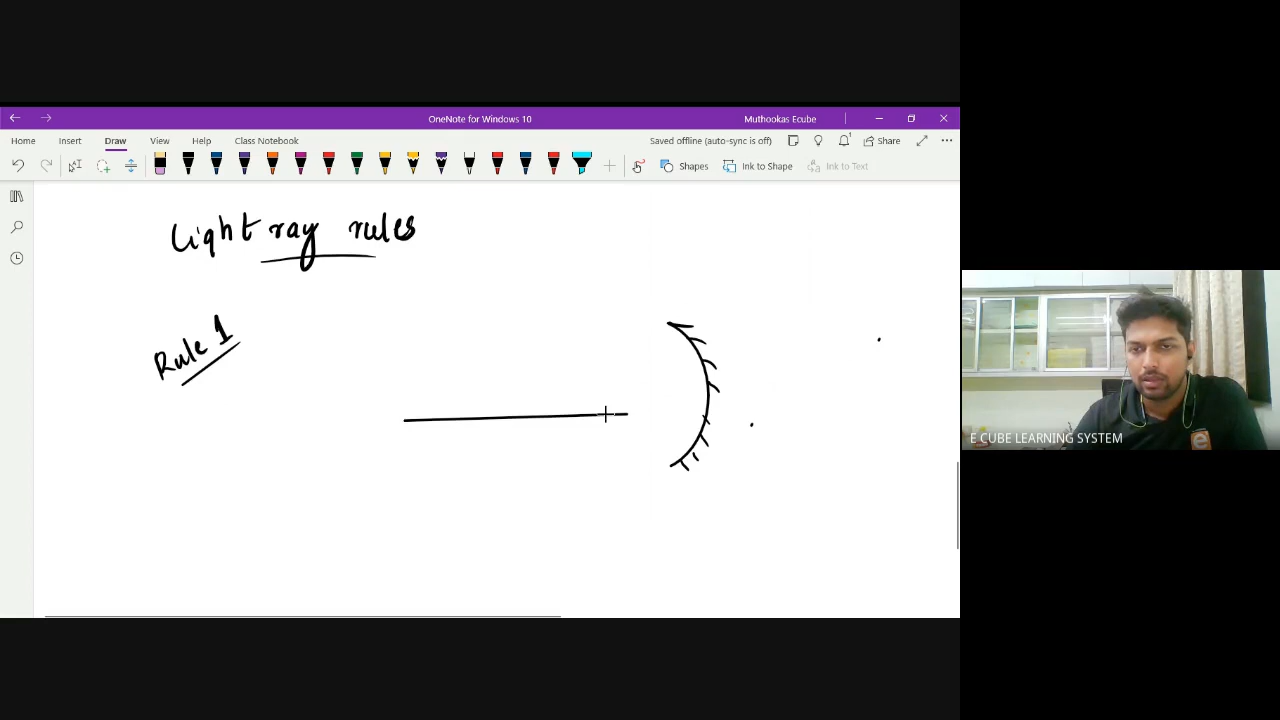 OneNote for Windows 10
Muthookas Ecube
Home Insert Draw View Help Class Notebook
Saved offline (auto-sync is off)
1
Share
Shapes
Ink to Shape
Ink to Text
Light ray rules
Rule 1
E CUBE LEARNING SYSTEM
e